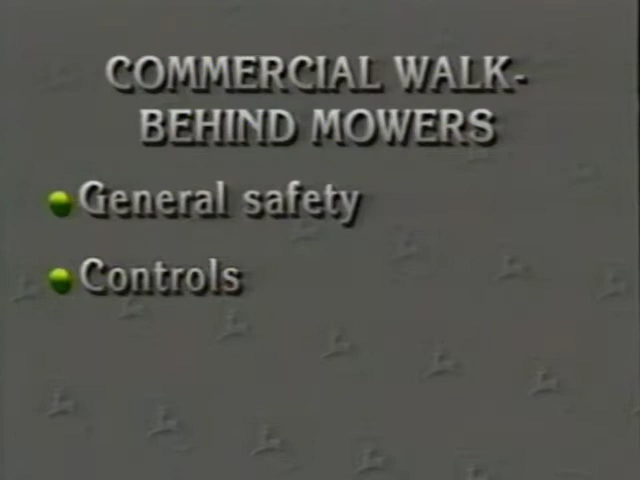 COMMERCIAL WALK-
BEHIND MOWERS
General safety
Controls